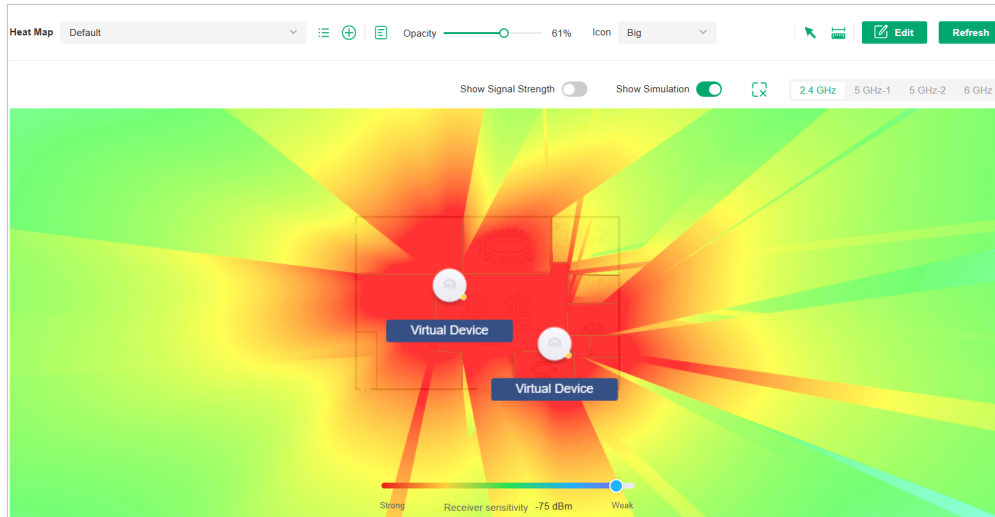 Heat Map Default Opacity 61% Icon Big Edit Refresh
Show Signal Strength Show Simulation 2.4 GHz 5 GHz-1 5 GHz-2 6 GHz
Virtual Device
Virtual Device
Strong Receiver sensitivity -75 dBm Weak